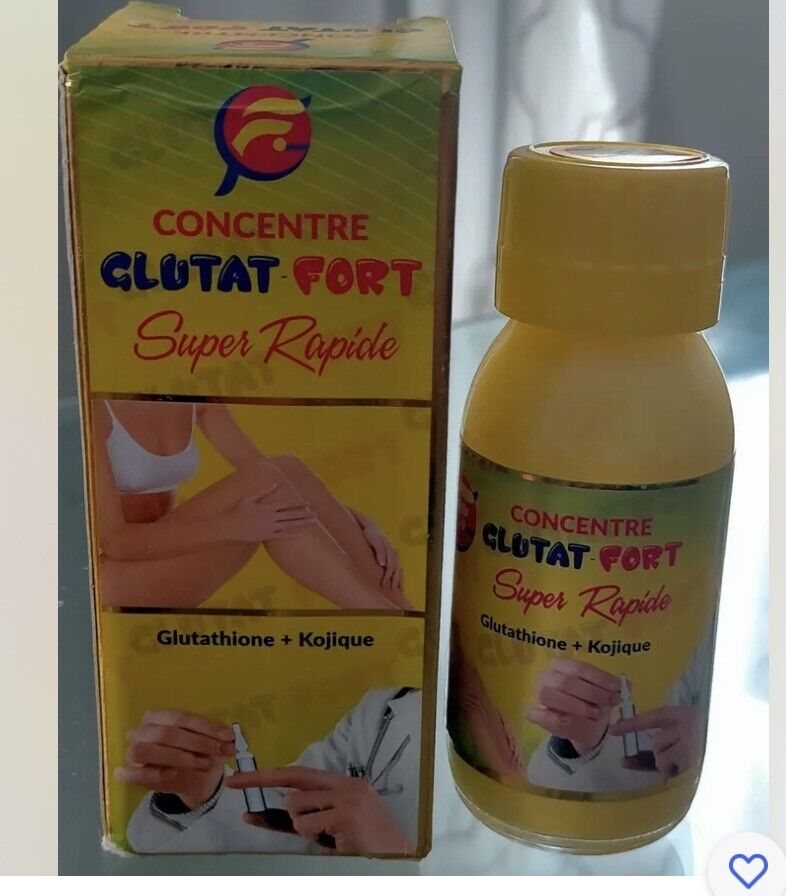 CONCENTRE
GLUTAT-FORT
Super Rapide
Glutathione + Kojique
CONCENTRE
GLUTAT-FORT
Super Rapide
Glutathione + Kojique